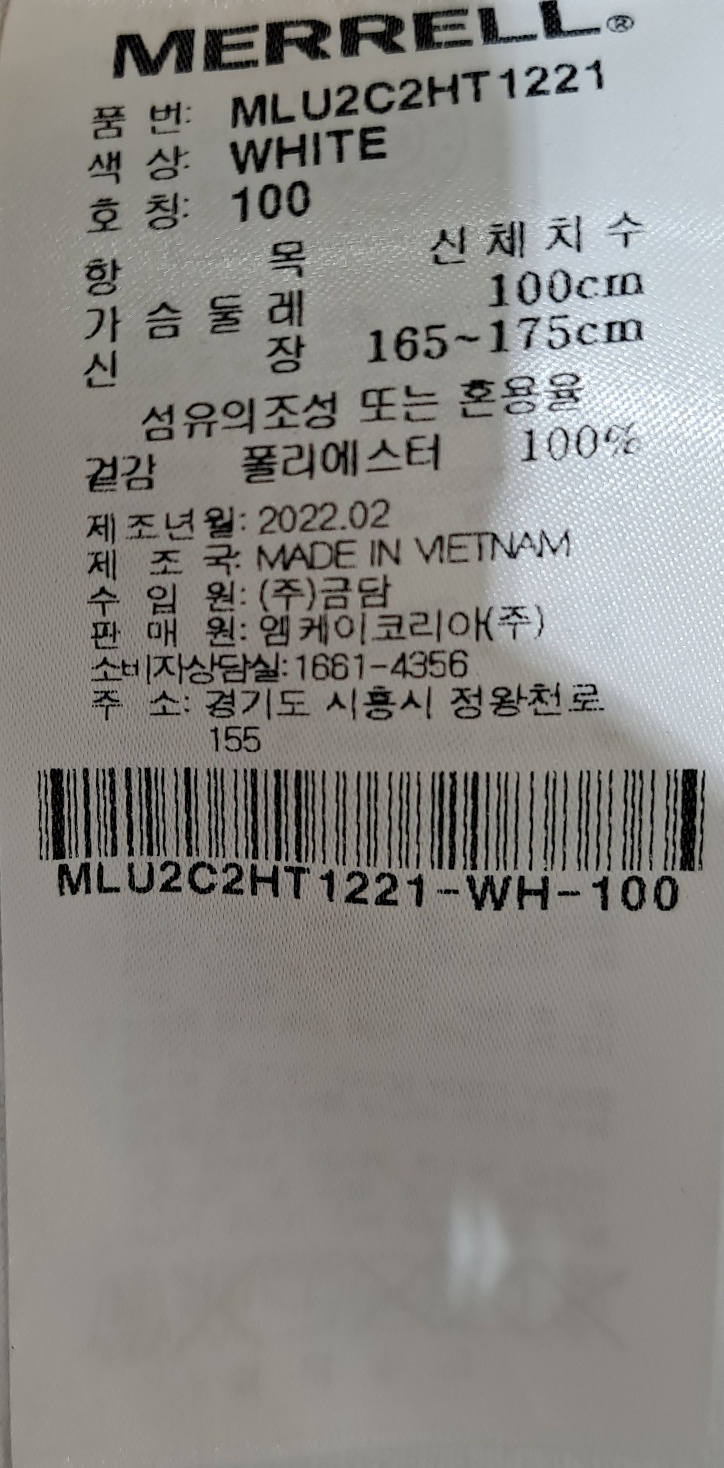 MERRELL®
품 번: MLU2C2HT1221
색 상: WHITE
호 칭: 100
항 목 신체치수
가슴둘레 100cm
신 장 165~175cm
섬유의조성 또는 혼용율
겉감 폴리에스터 100%
제조년월: 2022.02
제 조 국: MADE IN VIETNAM
수 입 원: (주)금담
판 매 원: 엠케이코리아(주)
소비자상담실: 1661-4356
주 소: 경기도 시흥시 정왕천로
155
MLU2C2HT1221-WH-100